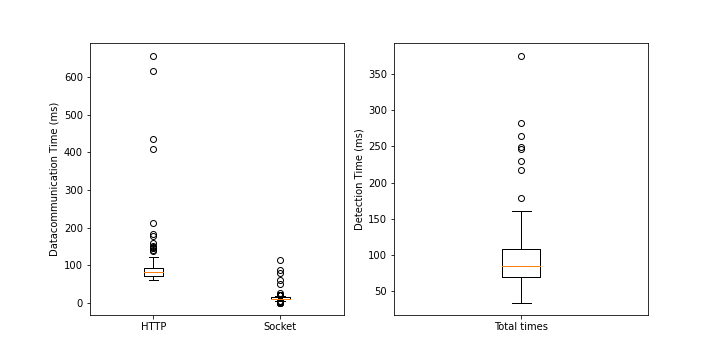 Datacommunication Time (ms)
600
500
400
300
200
100
0
HTTP
Socket
Detection Time (ms)
350
300
250
200
150
100
50
Total times